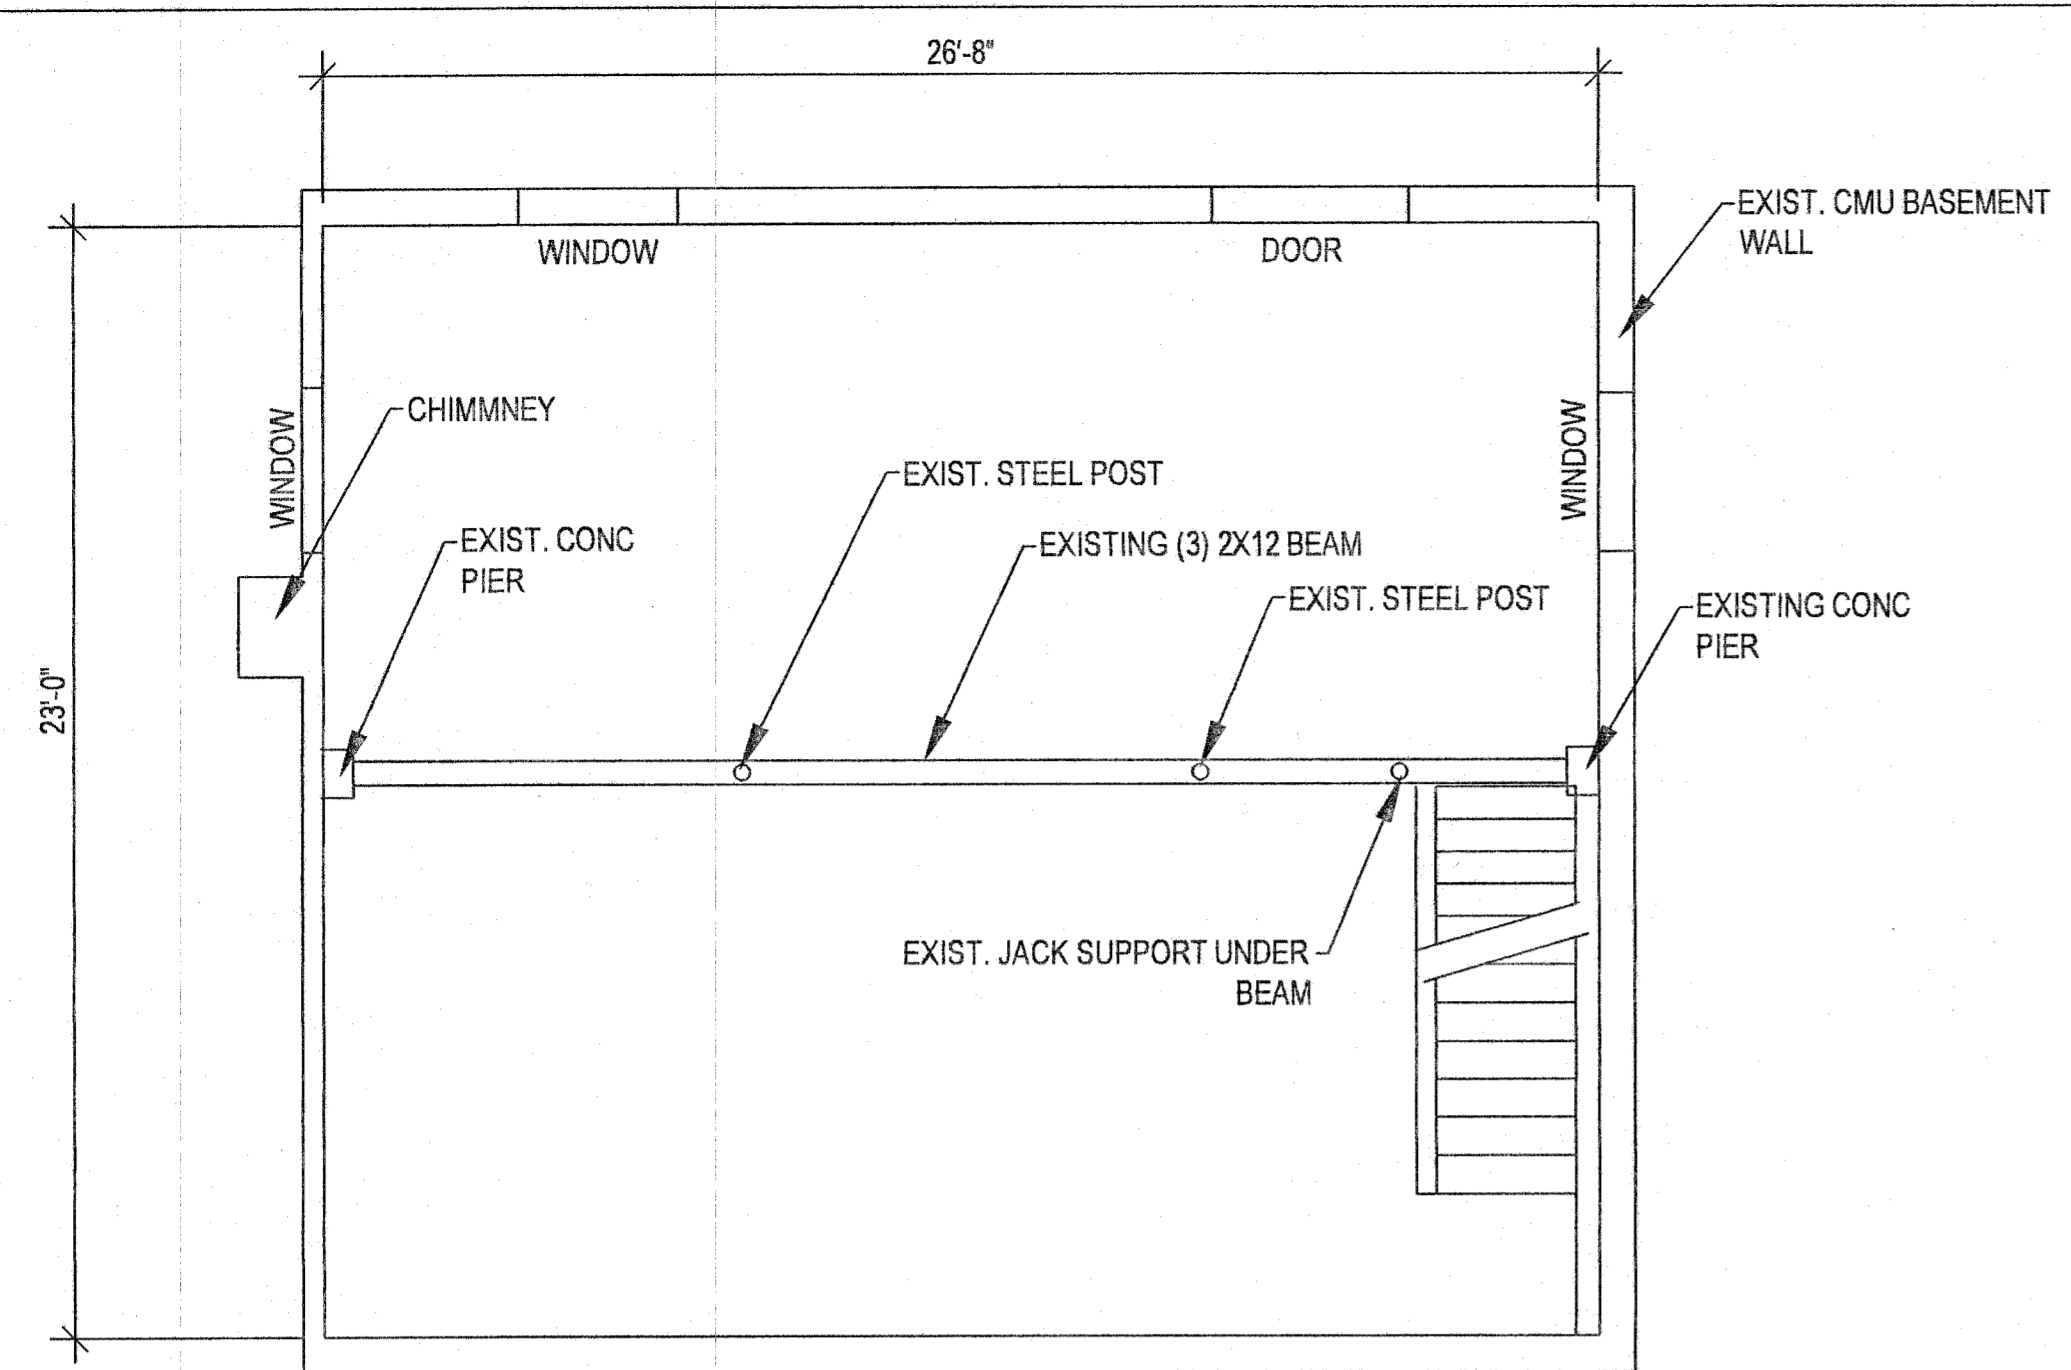 26'-8"
EXIST. CMU BASEMENT
WALL
WINDOW
DOOR
CHIMMNEY
WINDOW
WINDOW
EXIST. STEEL POST
EXIST. CONC
PIER
EXISTING (3) 2X12 BEAM
EXIST. STEEL POST
EXISTING CONC
PIER
23'-0"
EXIST. JACK SUPPORT UNDER
BEAM